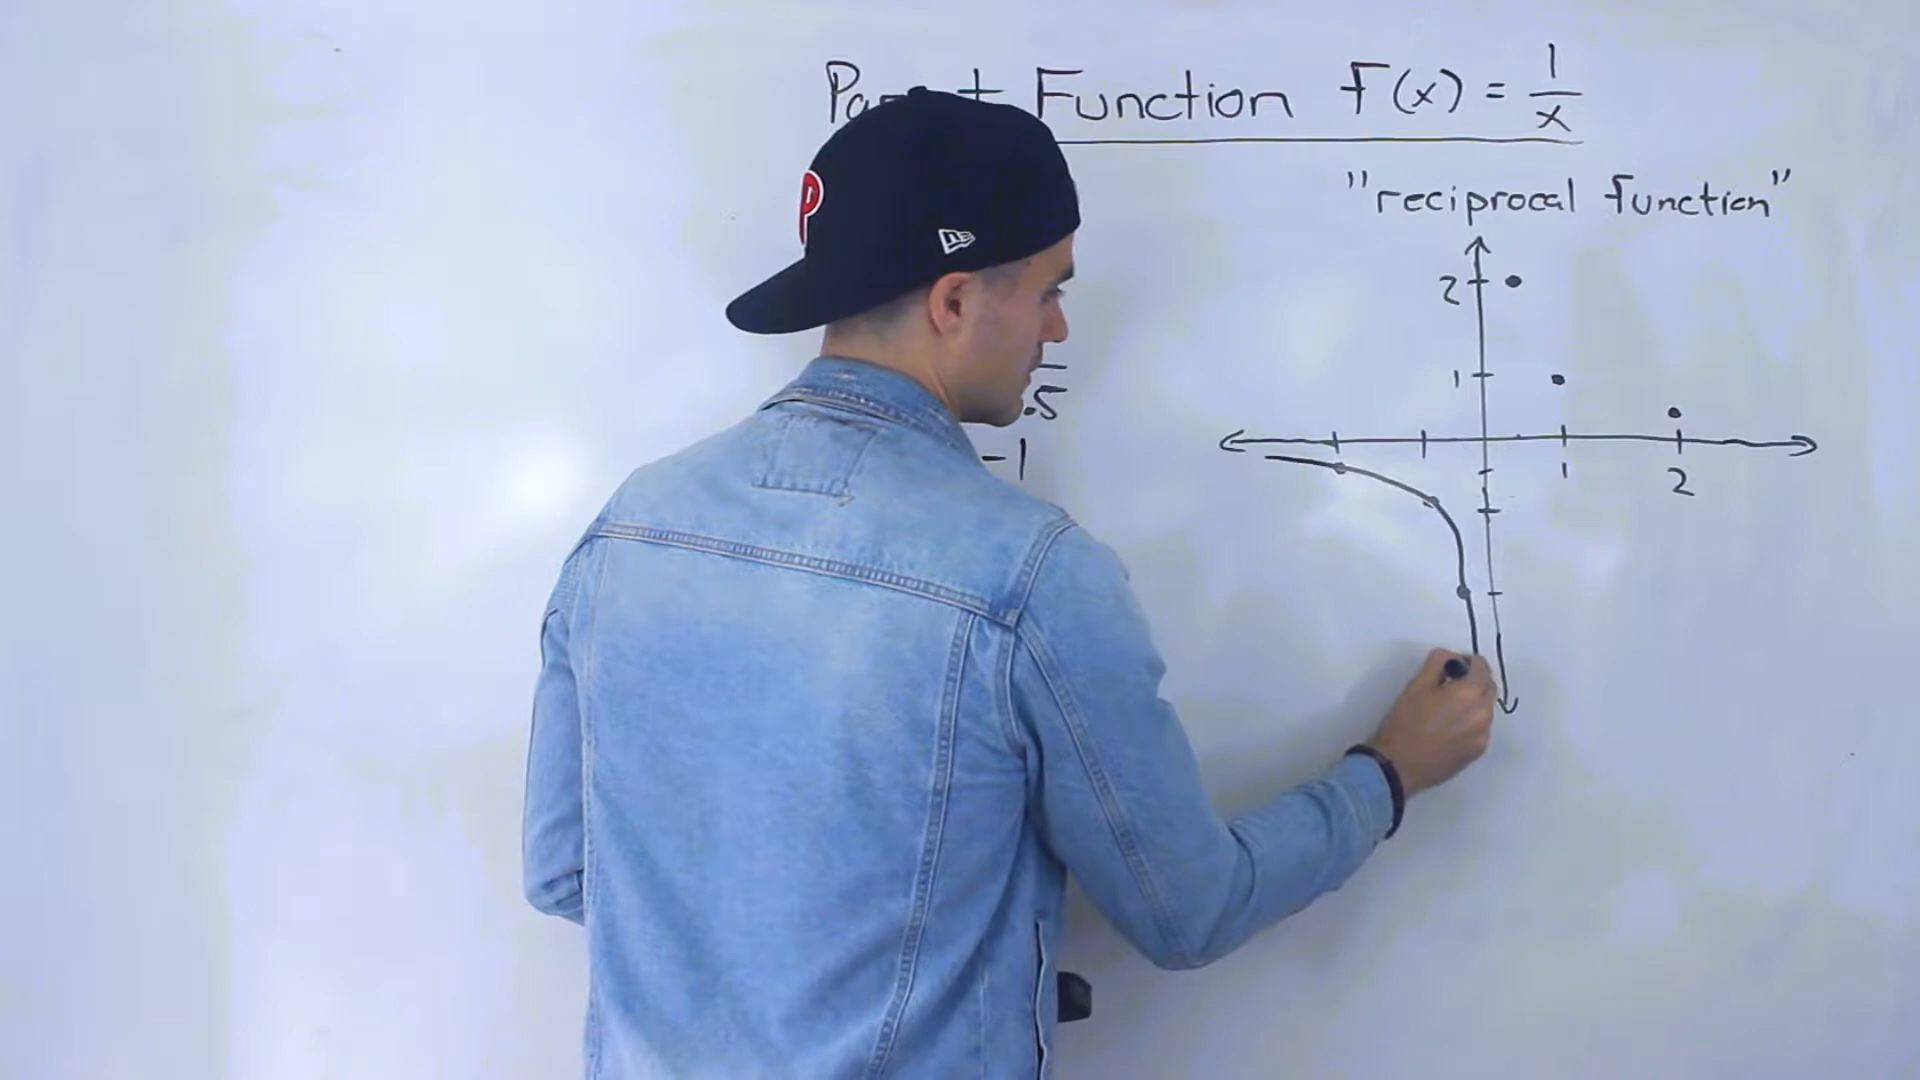 Function f(x) = 1/x
"reciprocal function"
2
1
.5
-1
1
2
P